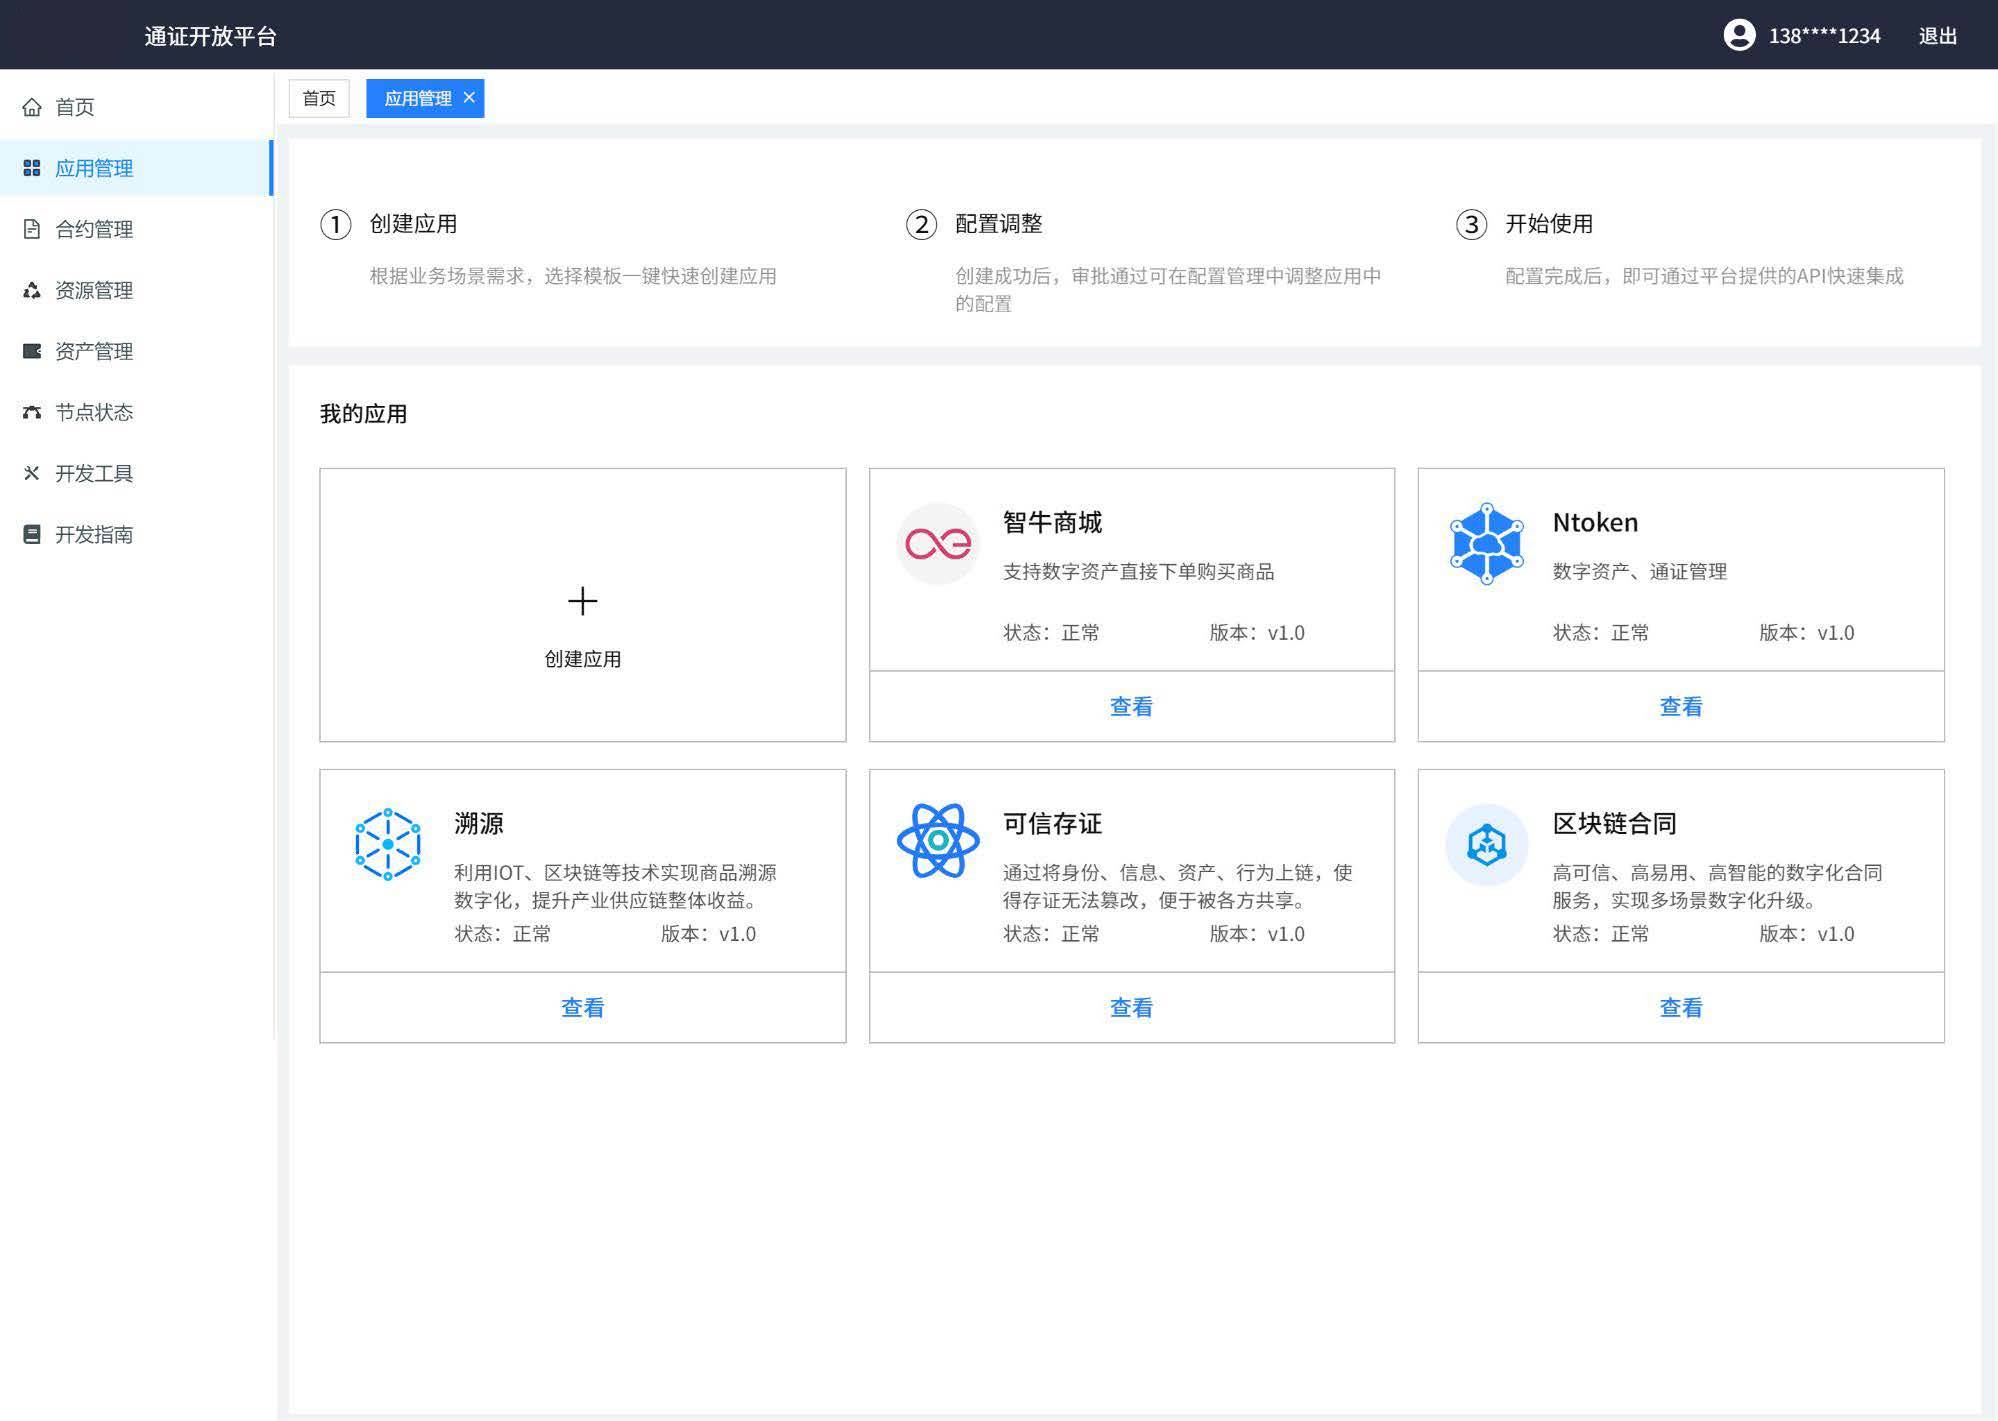 通证开放平台
138****1234 退出
首页
应用管理
合约管理
资源管理
资产管理
节点状态
开发工具
开发指南
首页 应用管理
① 创建应用
根据业务场景需求，选择模板一键快速创建应用
② 配置调整
创建成功后，审批通过可在配置管理中调整应用中
的配置
③ 开始使用
配置完成后，即可通过平台提供的API快速集成
我的应用
创建应用
智牛商城
支持数字资产直接下单购买商品
状态：正常 版本：v1.0
查看
Ntoken
数字资产、通证管理
状态：正常 版本：v1.0
查看
溯源
利用IOT、区块链等技术实现商品溯源
数字化，提升产业供应链整体收益。
状态：正常 版本：v1.0
查看
可信存证
通过将身份、信息、资产、行为上链，使
得存证无法篡改，便于被各方共享。
状态：正常 版本：v1.0
查看
区块链合同
高可信、高易用、高智能的数字化合同
服务，实现多场景数字化升级。
状态：正常 版本：v1.0
查看